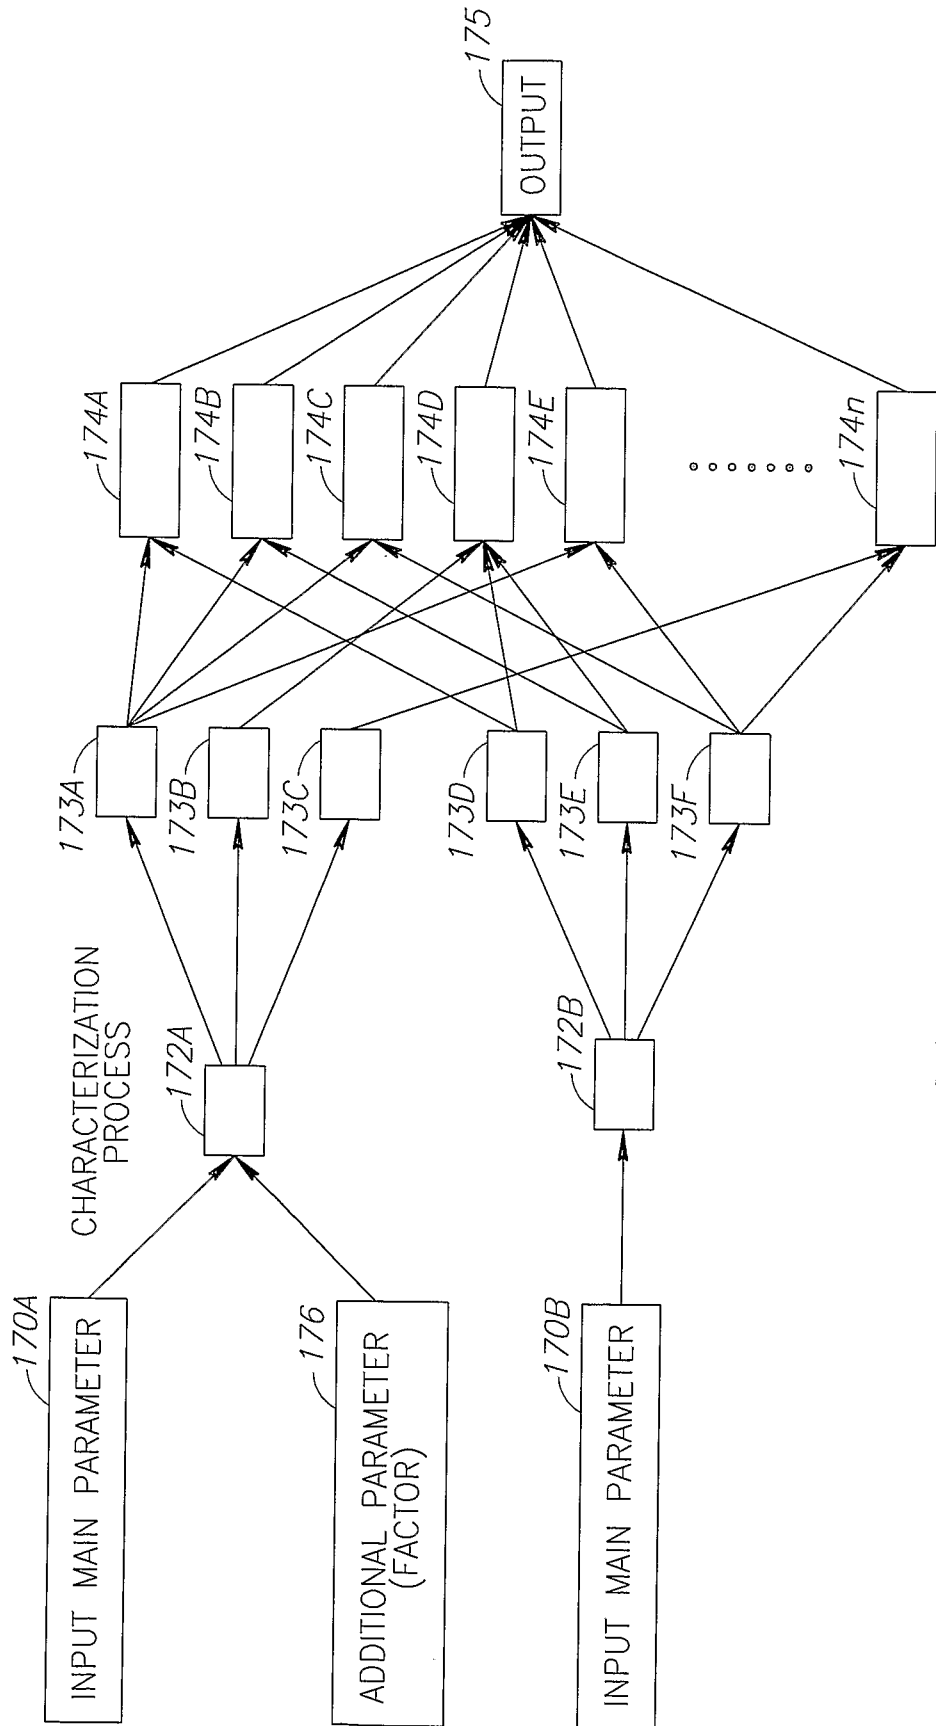 CHARACTERIZATION
PROCESS
170A
INPUT MAIN PARAMETER
176
ADDITIONAL PARAMETER
(FACTOR)
170B
INPUT MAIN PARAMETER
172A
172B
173A
173B
173C
173D
173E
173F
174A
174B
174C
174D
174E
174n
175
OUTPUT